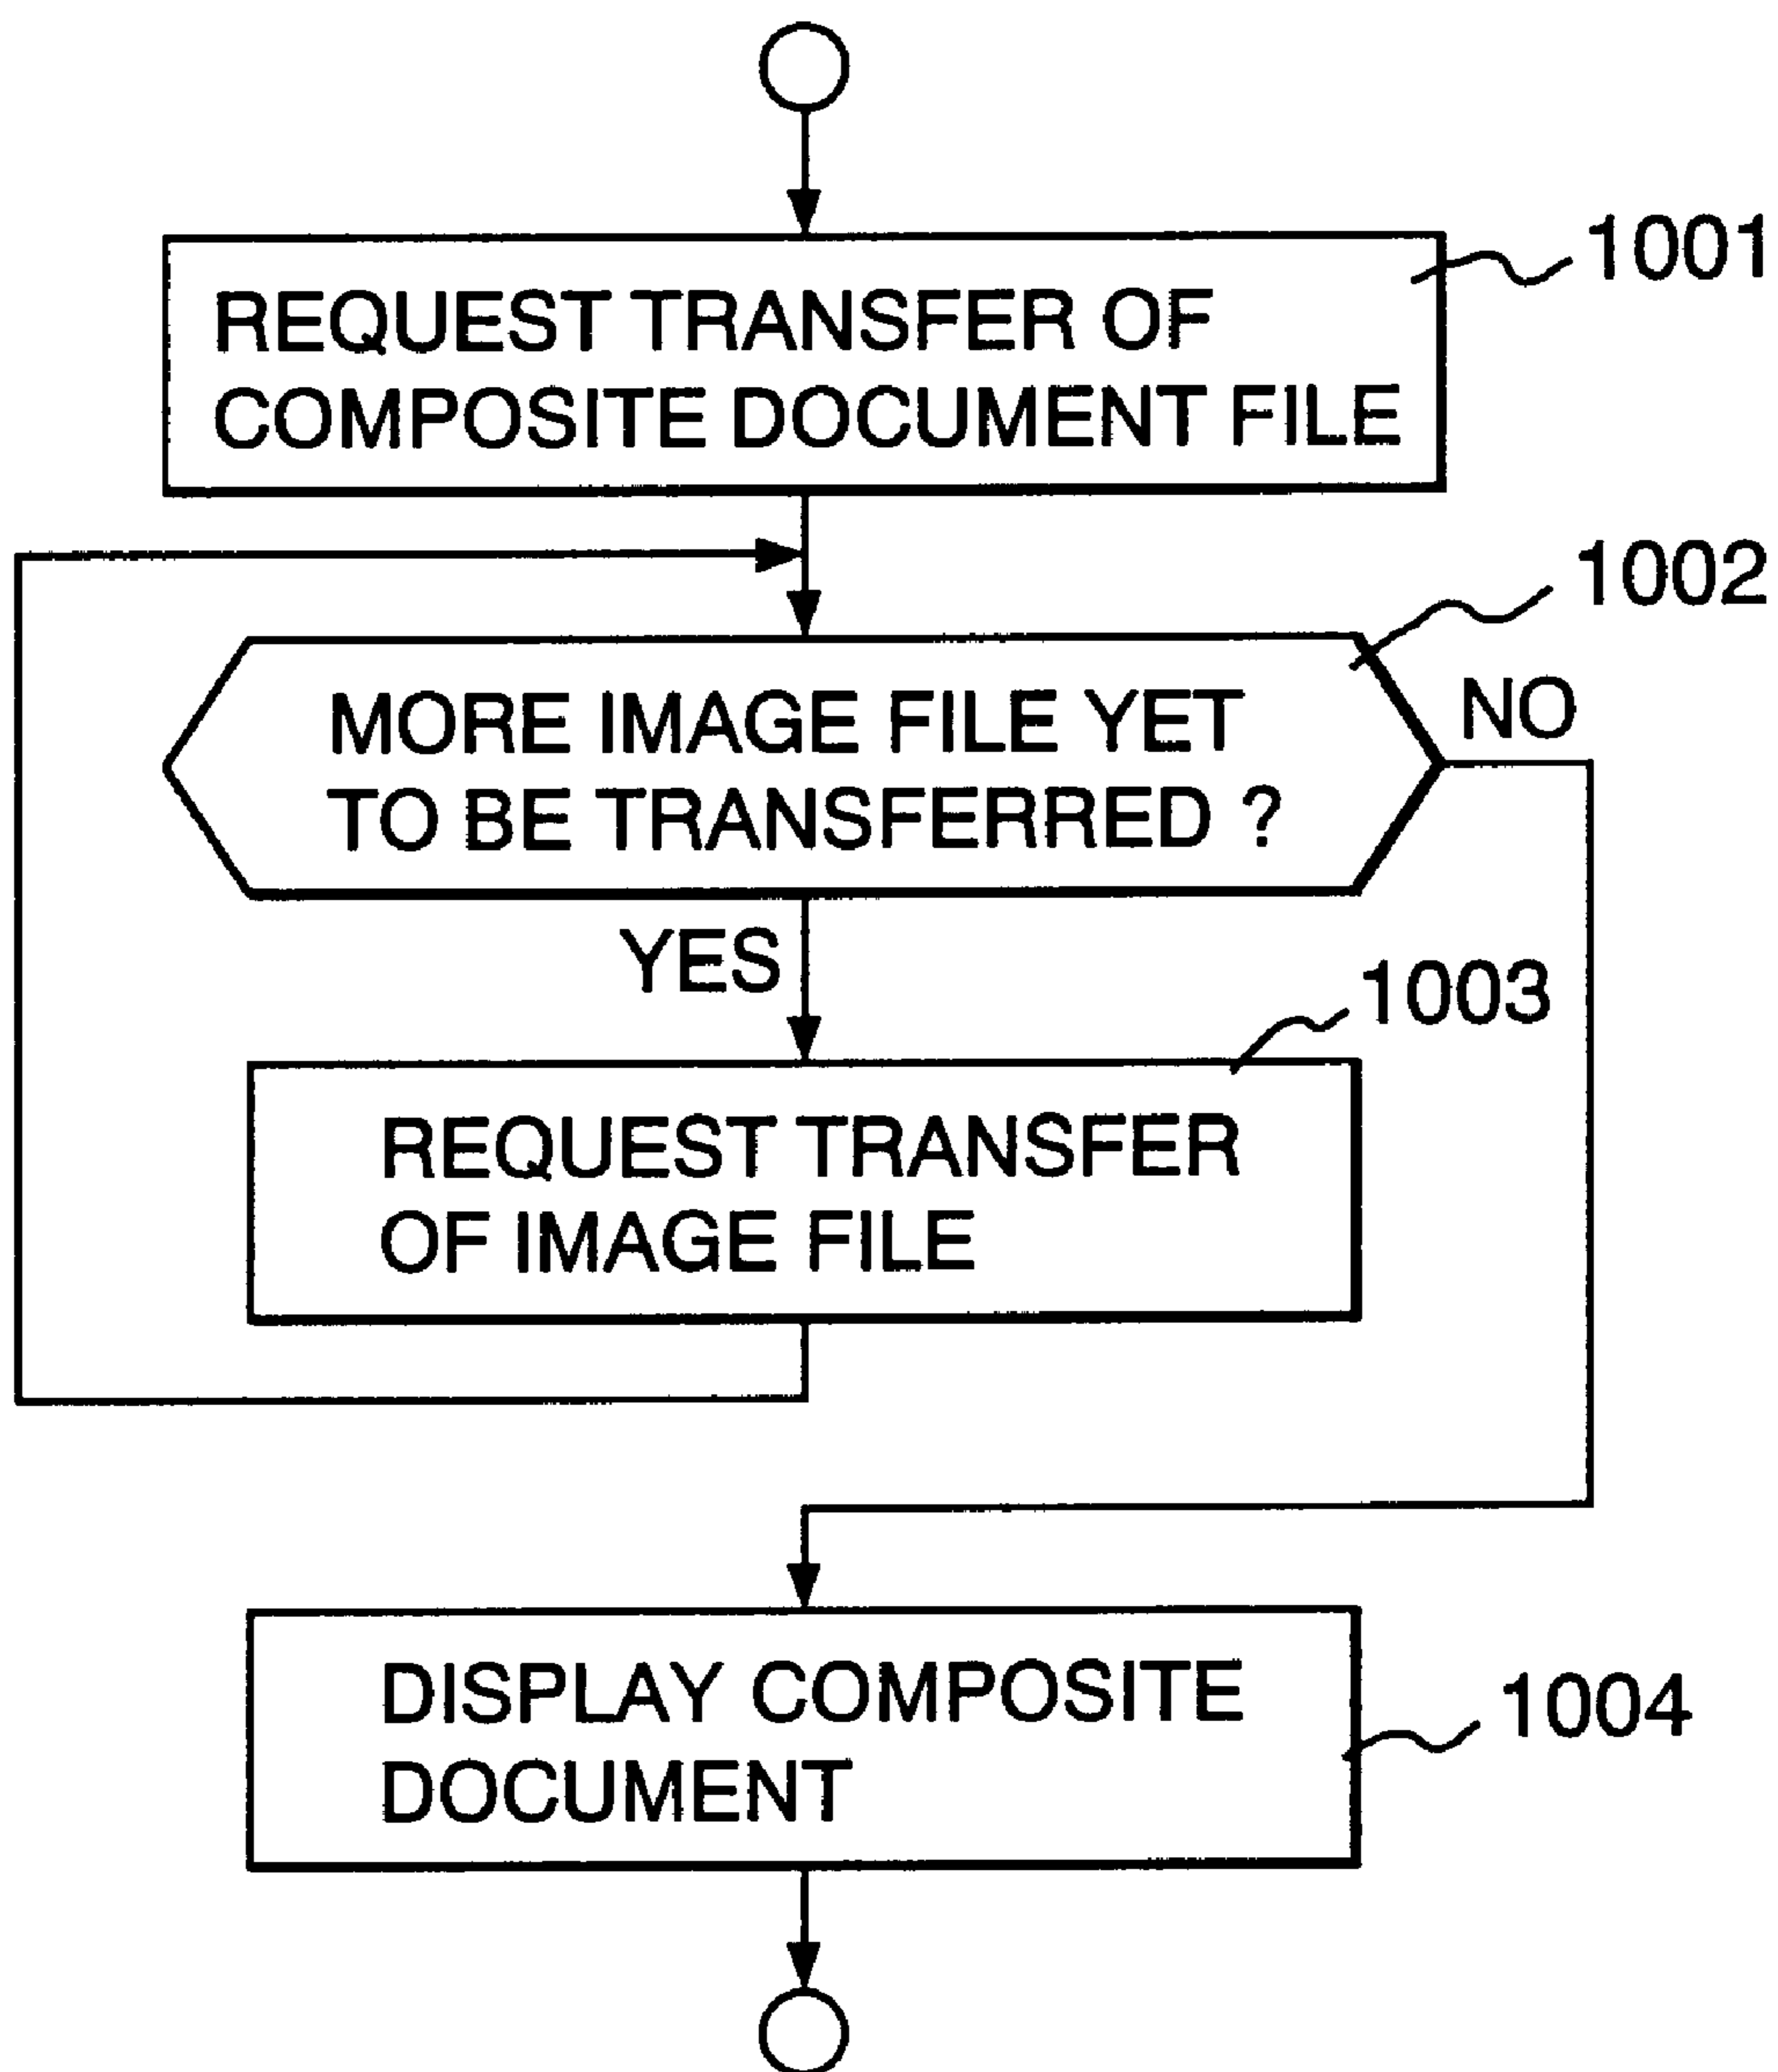 1001
REQUEST TRANSFER OF
COMPOSITE DOCUMENT FILE
1002
NO
MORE IMAGE FILE YET
TO BE TRANSFERRED ?
YES
1003
REQUEST TRANSFER
OF IMAGE FILE
DISPLAY COMPOSITE
DOCUMENT
1004